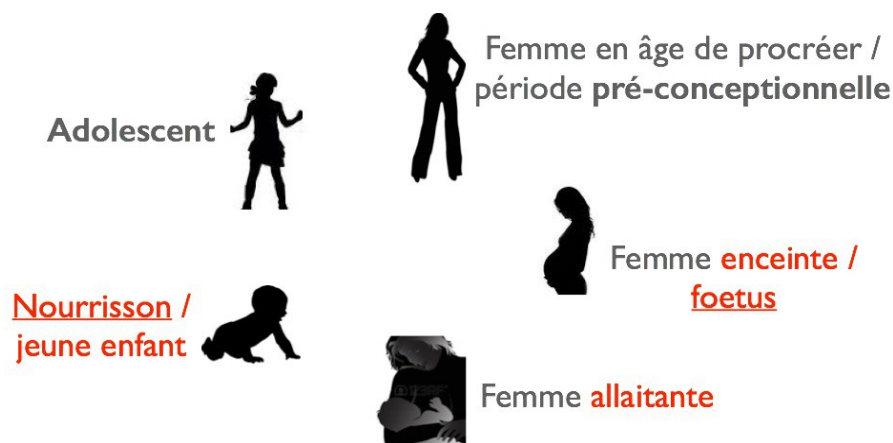 Femme en âge de procréer /
période pré-conceptionnelle
Adolescent
Femme enceinte /
foetus
Nourrisson /
jeune enfant
Femme allaitante